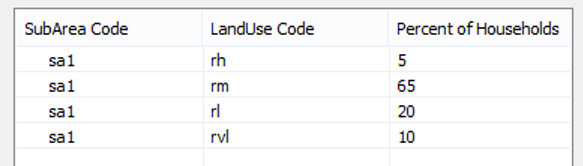 SubArea Code LandUse Code Percent of Households
sa1 rh 5
sa1 rm 65
sa1 rl 20
sa1 rvl 10